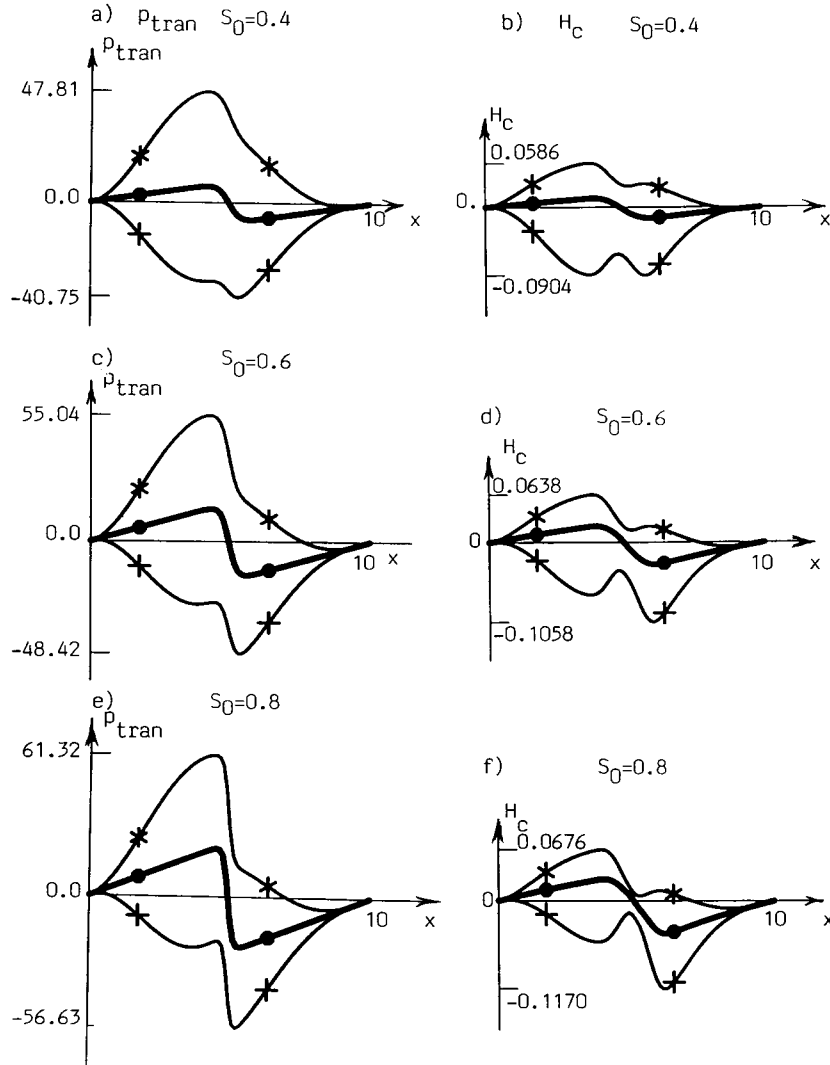 a) p_tran S_0=0.4
p_tran
47.81
0.0
-40.75
10 x
b) H_c S_0=0.4
H_c
0.0586
0.
-0.0904
10 x
c) S_0=0.6
p_tran
55.04
0.0
-48.42
10 x
d) S_0=0.6
H_c
0.0638
0
-0.1058
10 x
e) S_0=0.8
p_tran
61.32
0.0
-56.63
10 x
f) S_0=0.8
H_c
0.0676
0
-0.1170
10 x